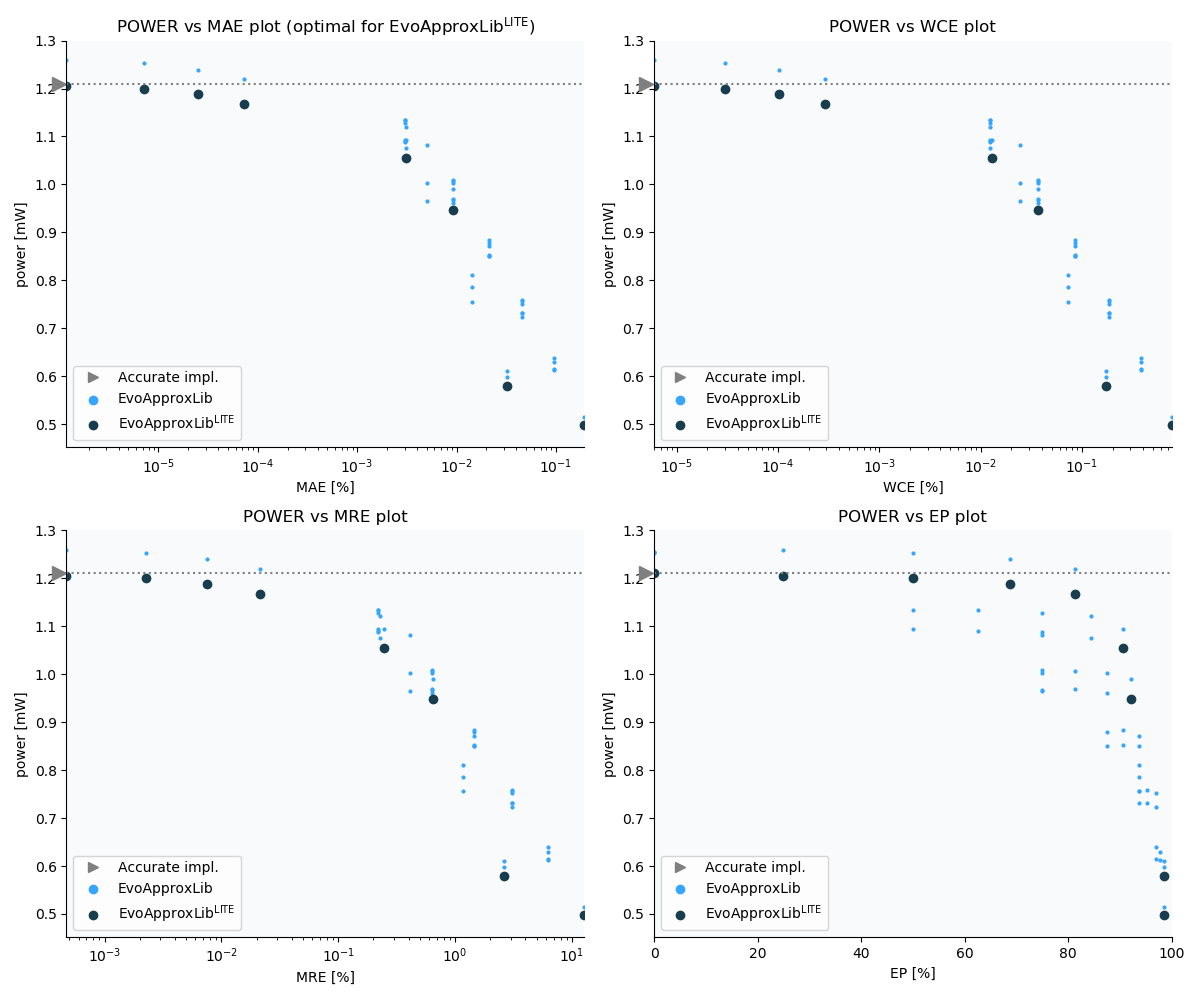 POWER vs MAE plot (optimal for EvoApproxLib^LITE)
1.3
1.2
1.1
1.0
0.9
0.8
0.7
0.6
0.5
power [mW]
Accurate impl.
EvoApproxLib
EvoApproxLib^LITE
10^−5 10^−4 10^−3 10^−2 10^−1
MAE [%]
POWER vs WCE plot
1.3
1.2
1.1
1.0
0.9
0.8
0.7
0.6
0.5
power [mW]
Accurate impl.
EvoApproxLib
EvoApproxLib^LITE
10^−5 10^−4 10^−3 10^−2 10^−1
WCE [%]
POWER vs MRE plot
1.3
1.2
1.1
1.0
0.9
0.8
0.7
0.6
0.5
power [mW]
Accurate impl.
EvoApproxLib
EvoApproxLib^LITE
10^−3 10^−2 10^−1 10^0 10^1
MRE [%]
POWER vs EP plot
1.3
1.2
1.1
1.0
0.9
0.8
0.7
0.6
0.5
power [mW]
Accurate impl.
EvoApproxLib
EvoApproxLib^LITE
0 20 40 60 80 100
EP [%]